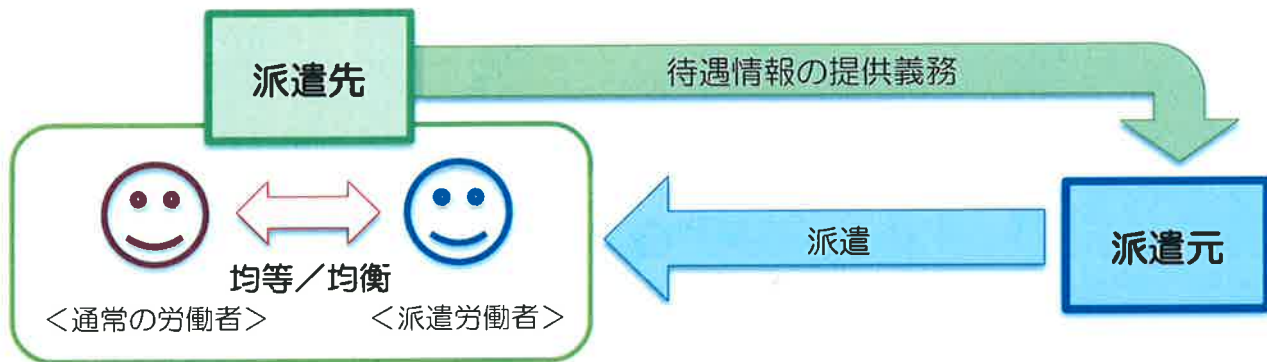 派遣先
待遇情報の提供義務
派遣
派遣元
均等／均衡
＜通常の労働者＞
＜派遣労働者＞